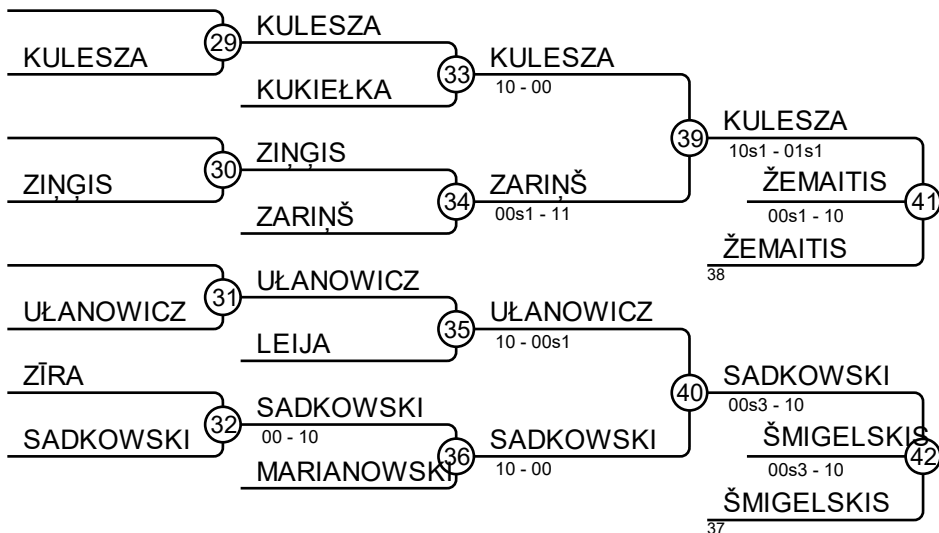 KULESZA
29
KULESZA
KUKIEŁKA
33
KULESZA
10 - 00
ZIŅĢIS
30
ZIŅĢIS
ZARIŅŠ
34
ZARIŅŠ
00s1 - 11
39
KULESZA
10s1 - 01s1
ŽEMAITIS
00s1 - 10
41
ŽEMAITIS
38
UŁANOWICZ
31
UŁANOWICZ
LEIJA
35
UŁANOWICZ
10 - 00s1
ZĪRA
SADKOWSKI
32
SADKOWSKI
00 - 10
MARIANOWSKI
36
SADKOWSKI
10 - 00
40
SADKOWSKI
00s3 - 10
ŠMIGELSKIS
00s3 - 10
42
ŠMIGELSKIS
37